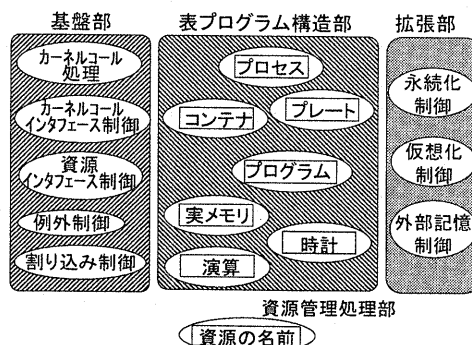 基盤部
表プログラム構造部
拡張部
カーネルコール
処理
カーネルコール
インタフェース制御
資源
インタフェース制御
例外制御
割り込み制御
プロセス
プレート
コンテナ
プログラム
実メモリ
時計
演算
永続化
制御
仮想化
制御
外部記憶
制御
資源管理処理部
資源の名前